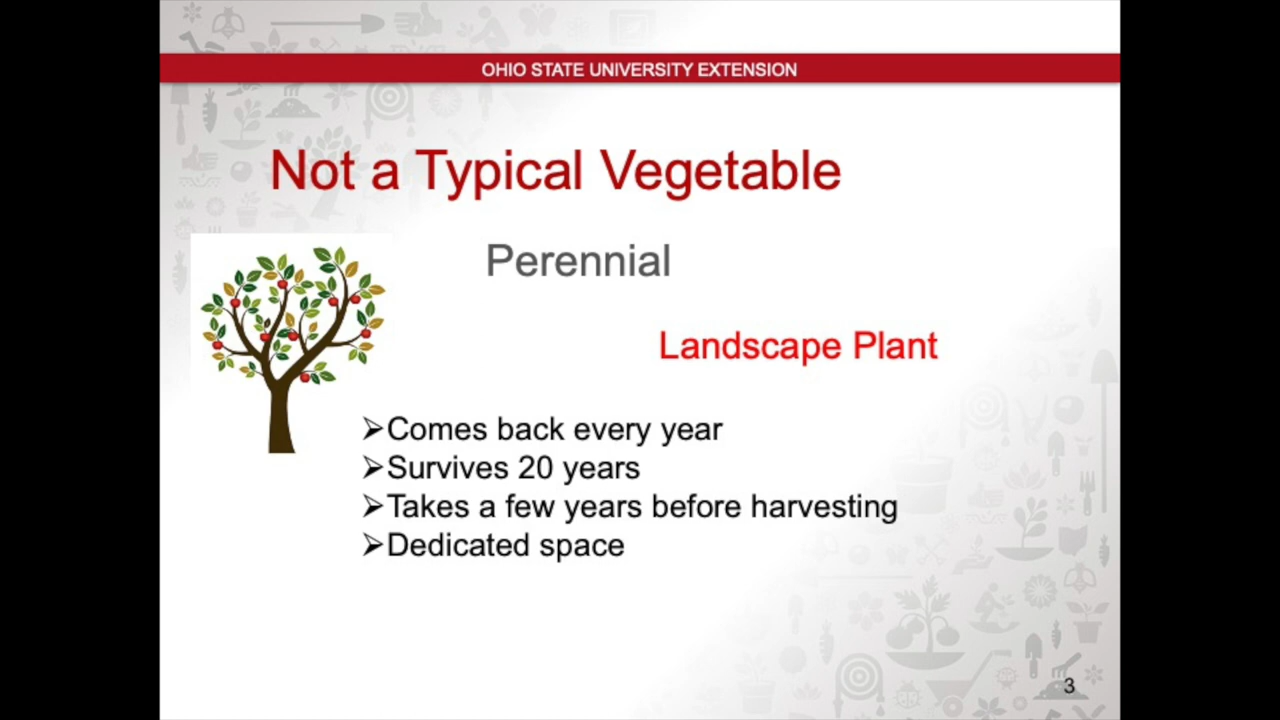 OHIO STATE UNIVERSITY EXTENSION
Not a Typical Vegetable
Perennial
Landscape Plant
➢Comes back every year
➢Survives 20 years
➢Takes a few years before harvesting
➢Dedicated space
3